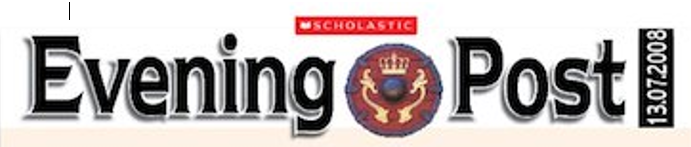 SCHOLASTIC
Evening Post
13.07.2008